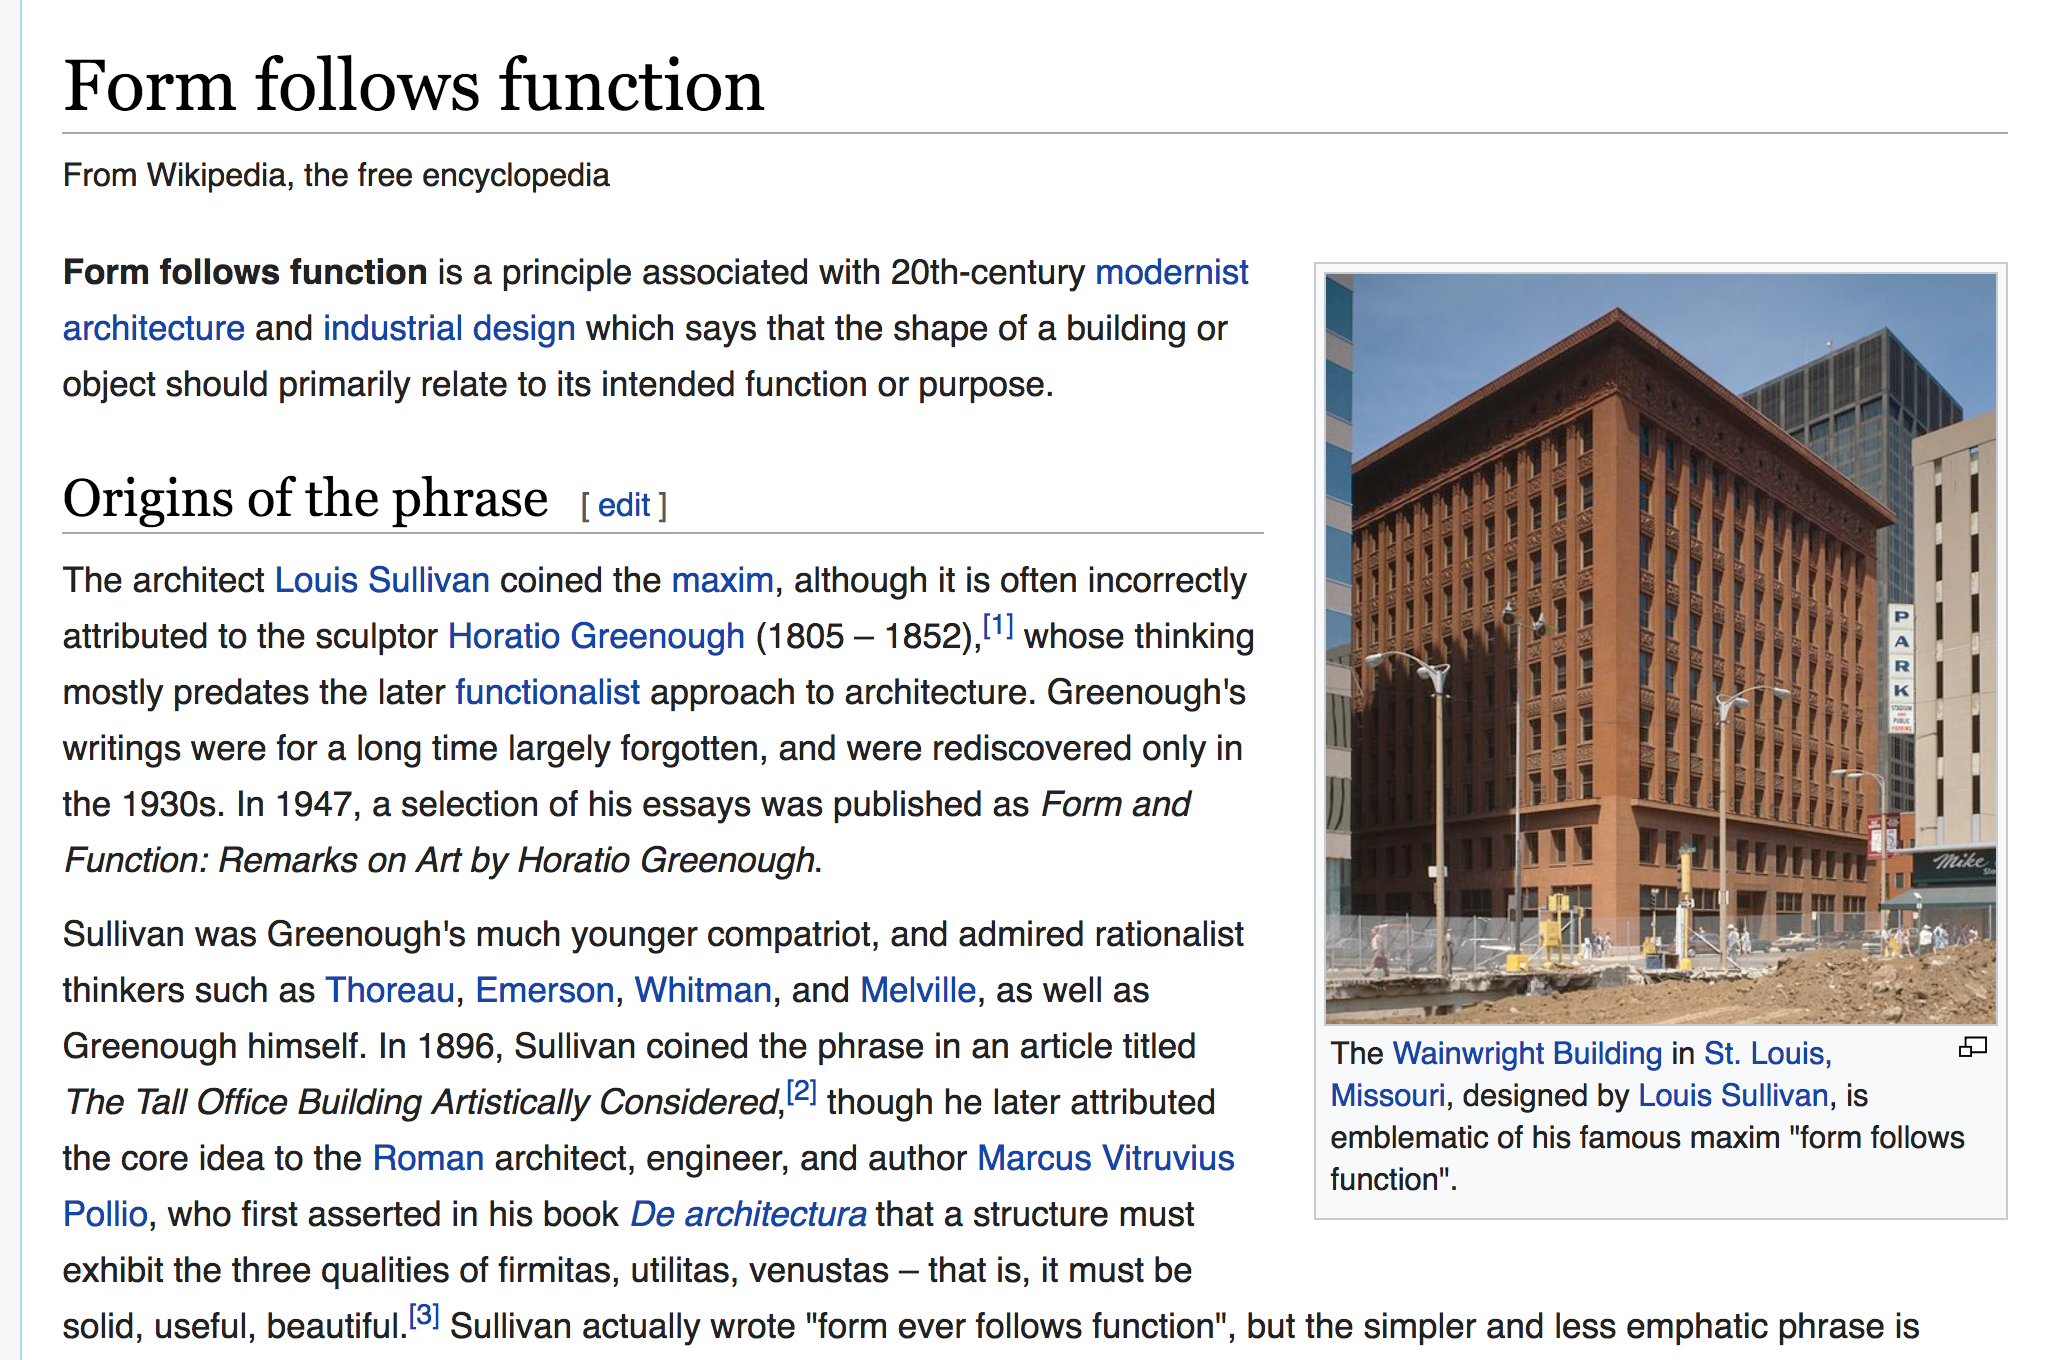 Form follows function
From Wikipedia, the free encyclopedia
Form follows function is a principle associated with 20th-century modernist
architecture and industrial design which says that the shape of a building or
object should primarily relate to its intended function or purpose.
Origins of the phrase [ edit ]
The architect Louis Sullivan coined the maxim, although it is often incorrectly
attributed to the sculptor Horatio Greenough (1805 – 1852),[1] whose thinking
mostly predates the later functionalist approach to architecture. Greenough's
writings were for a long time largely forgotten, and were rediscovered only in
the 1930s. In 1947, a selection of his essays was published as Form and
Function: Remarks on Art by Horatio Greenough.
Sullivan was Greenough's much younger compatriot, and admired rationalist
thinkers such as Thoreau, Emerson, Whitman, and Melville, as well as
Greenough himself. In 1896, Sullivan coined the phrase in an article titled
The Tall Office Building Artistically Considered,[2] though he later attributed
the core idea to the Roman architect, engineer, and author Marcus Vitruvius
Pollio, who first asserted in his book De architectura that a structure must
exhibit the three qualities of firmitas, utilitas, venustas – that is, it must be
solid, useful, beautiful.[3] Sullivan actually wrote "form ever follows function", but the simpler and less emphatic phrase is
PARK
STADIUM
AND
PUBLIC
Mike
The Wainwright Building in St. Louis,
Missouri, designed by Louis Sullivan, is
emblematic of his famous maxim "form follows
function".